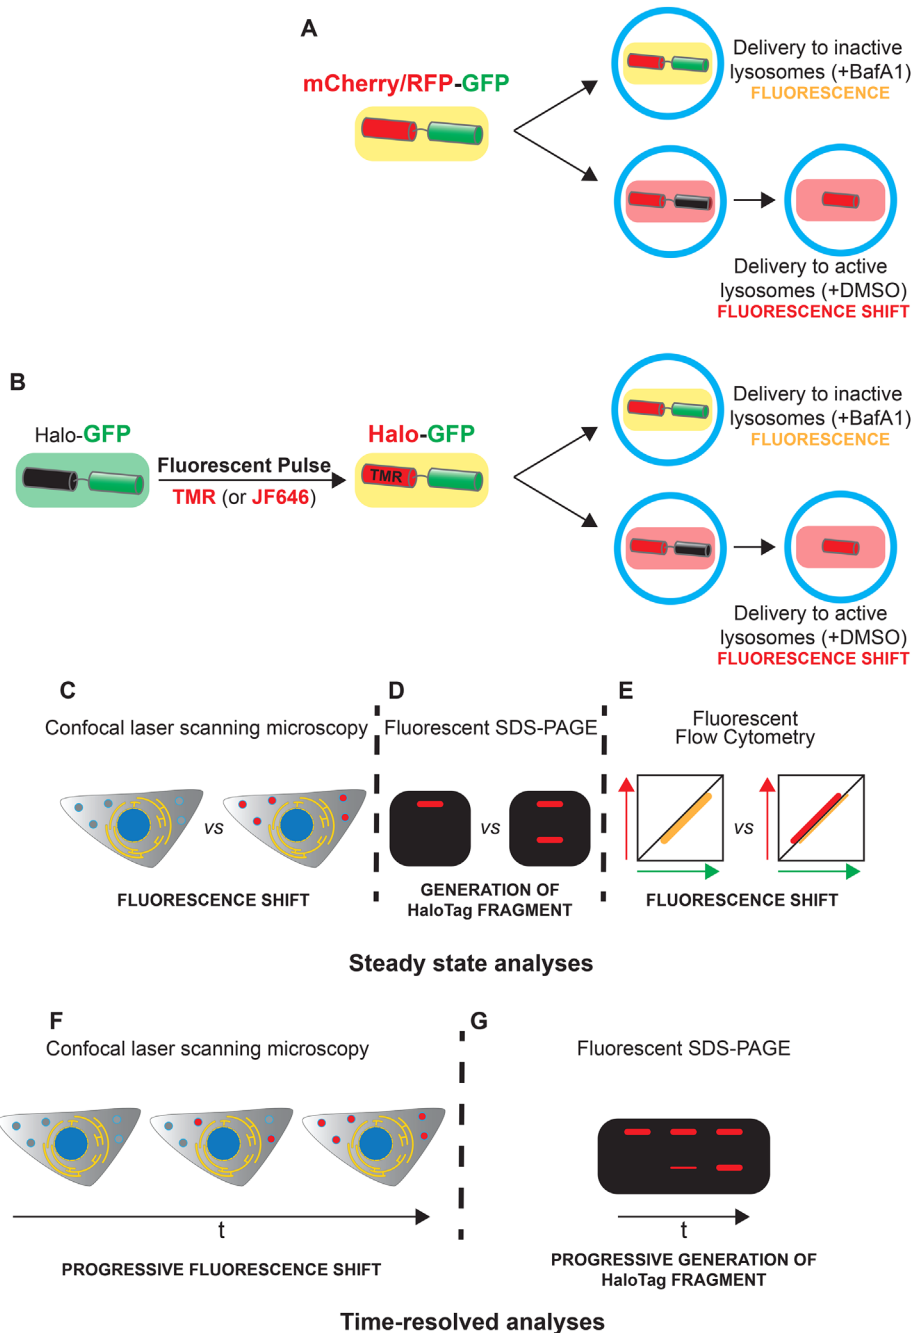 A
mCherry/RFP-GFP
Delivery to inactive
lysosomes (+BafA1)
FLUORESCENCE
Delivery to active
lysosomes (+DMSO)
FLUORESCENCE SHIFT
B
Halo-GFP
Fluorescent Pulse
TMR (or JF646)
Halo-GFP
TMR
Delivery to inactive
lysosomes (+BafA1)
FLUORESCENCE
Delivery to active
lysosomes (+DMSO)
FLUORESCENCE SHIFT
C
Confocal laser scanning microscopy
vs
FLUORESCENCE SHIFT
D
Fluorescent SDS-PAGE
vs
GENERATION OF
HaloTag FRAGMENT
E
Fluorescent
Flow Cytometry
vs
FLUORESCENCE SHIFT
Steady state analyses
F
Confocal laser scanning microscopy
t
PROGRESSIVE FLUORESCENCE SHIFT
G
Fluorescent SDS-PAGE
t
PROGRESSIVE GENERATION OF
HaloTag FRAGMENT
Time-resolved analyses